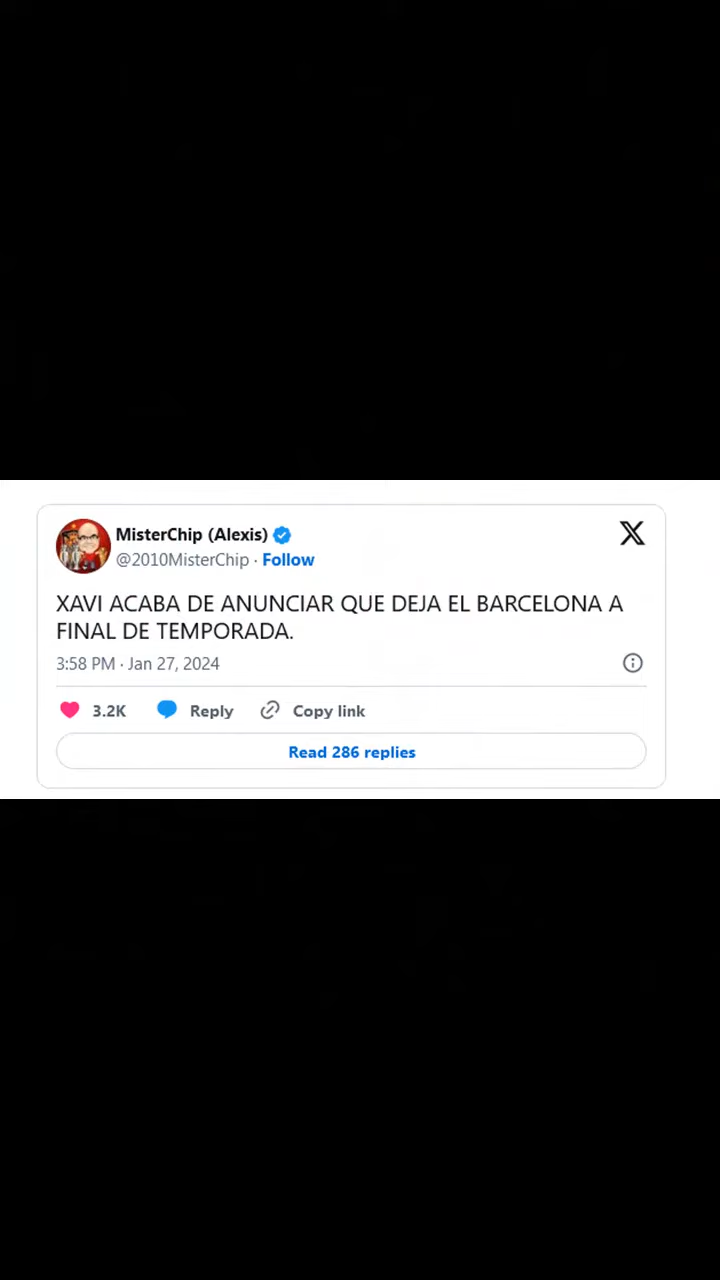 MisterChip (Alexis)
@2010MisterChip · Follow
XAVI ACABA DE ANUNCIAR QUE DEJA EL BARCELONA A
FINAL DE TEMPORADA.
3:58 PM · Jan 27, 2024
3.2K Reply Copy link
Read 286 replies